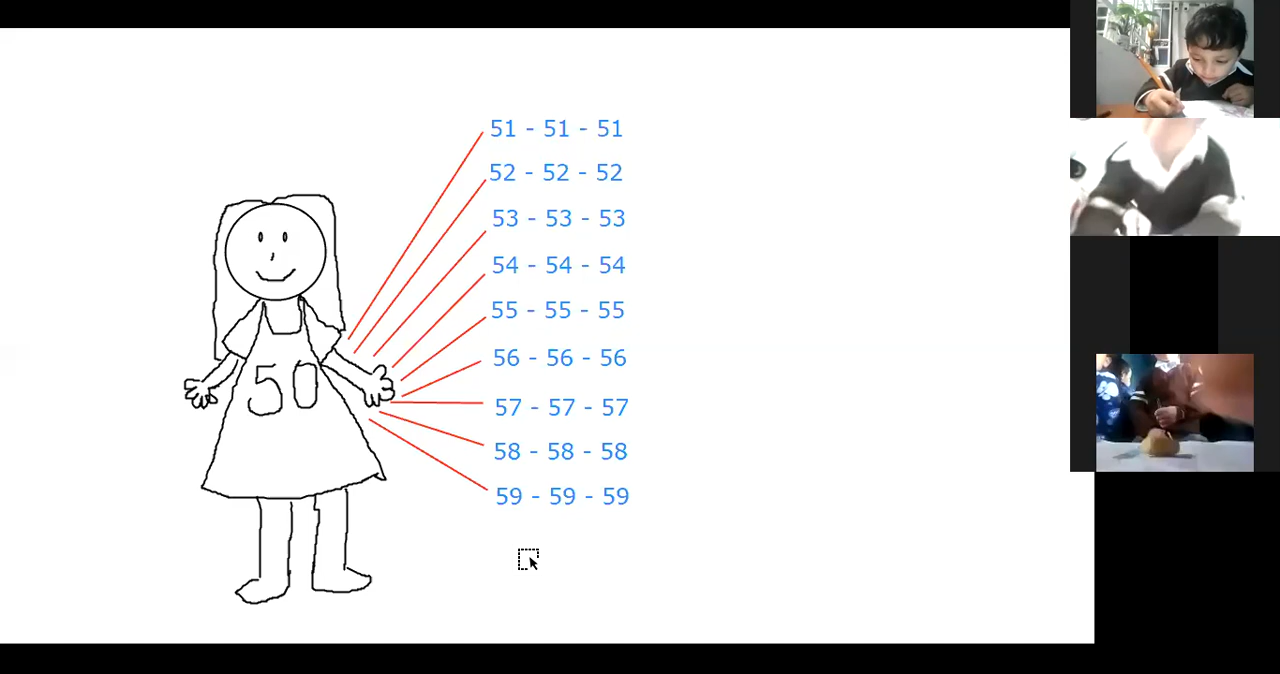 51 - 51 - 51
52 - 52 - 52
53 - 53 - 53
54 - 54 - 54
55 - 55 - 55
56 - 56 - 56
50
57 - 57 - 57
58 - 58 - 58
59 - 59 - 59